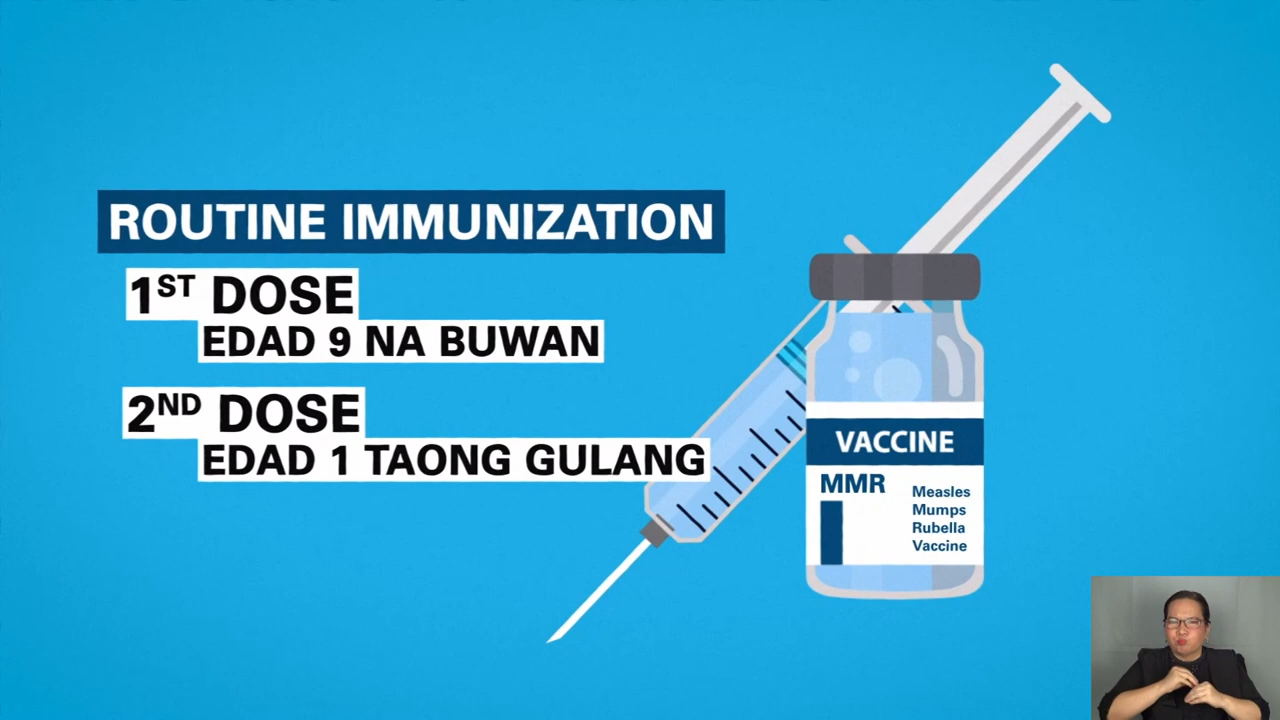 ROUTINE IMMUNIZATION
1ST DOSE
EDAD 9 NA BUWAN
2ND DOSE
EDAD 1 TAONG GULANG
VACCINE
MMR
Measles
Mumps
Rubella
Vaccine